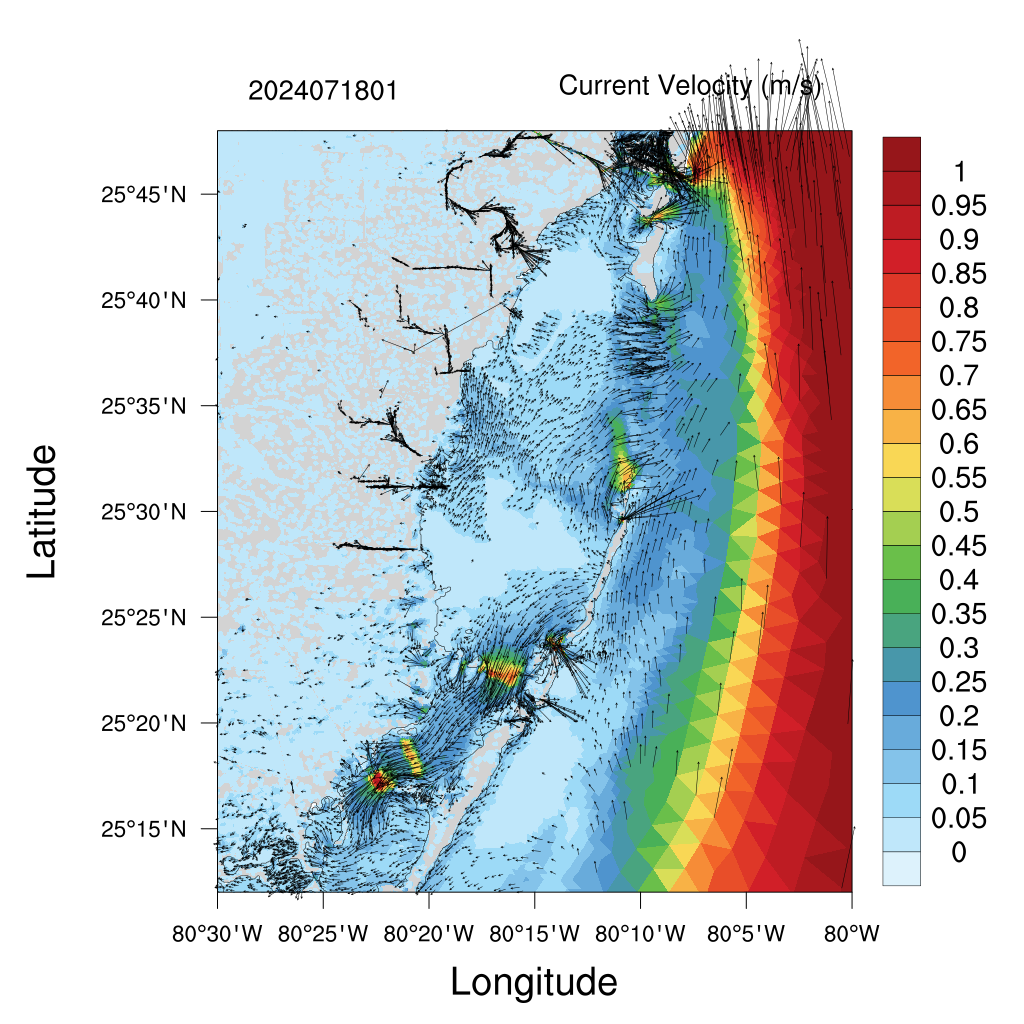 2024071801
Current Velocity (m/s)
Latitude
25°45'N
25°40'N
25°35'N
25°30'N
25°25'N
25°20'N
25°15'N
80°30'W 80°25'W 80°20'W 80°15'W 80°10'W 80°5'W 80°W
Longitude
1
0.95
0.9
0.85
0.8
0.75
0.7
0.65
0.6
0.55
0.5
0.45
0.4
0.35
0.3
0.25
0.2
0.15
0.1
0.05
0